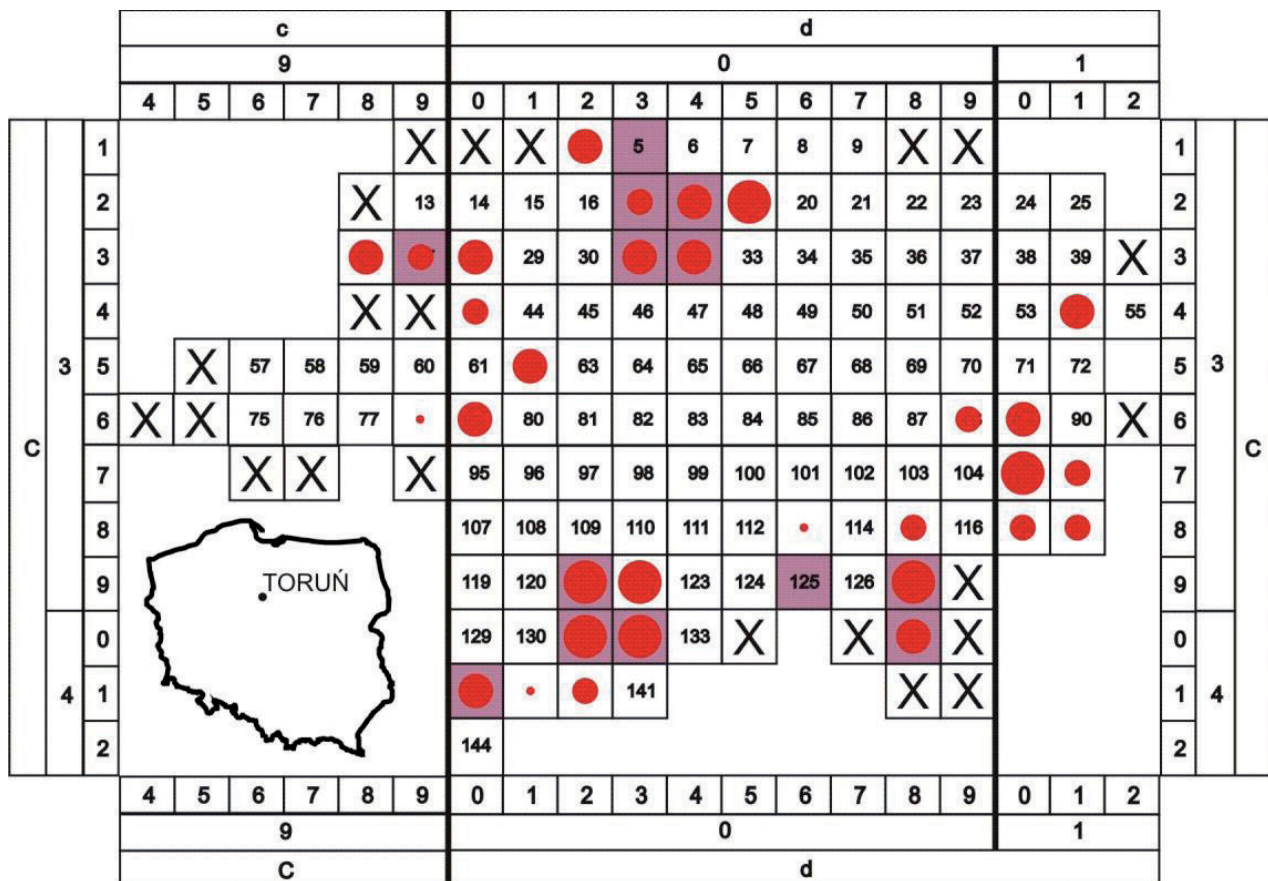 c d
9 0 1
4 5 6 7 8 9 0 1 2 3 4 5 6 7 8 9 0 1 2
1 X X X 5 6 7 8 9 X X 1
2 X 13 14 15 16 20 21 22 23 24 25 2
3 29 30 33 34 35 36 37 38 39 X 3
4 X X 44 45 46 47 48 49 50 51 52 53 55 4
3 5 X 57 58 59 60 61 63 64 65 66 67 68 69 70 71 72 5 3
6 X X 75 76 77 80 81 82 83 84 85 86 87 90 X 6
C 7 X X X 95 96 97 98 99 100 101 102 103 104 7 C
8 107 108 109 110 111 112 114 116 8
9 TORUŃ 119 120 123 124 125 126 X 9
0 129 130 133 X X X 0
4 1 141 X X 1 4
2 144 2
4 5 6 7 8 9 0 1 2 3 4 5 6 7 8 9 0 1 2
9 0 1
C d